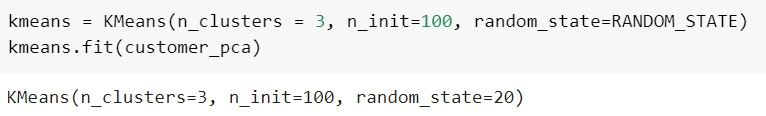 kmeans = KMeans(n_clusters = 3, n_init=100, random_state=RANDOM_STATE)
kmeans.fit(customer_pca)
KMeans(n_clusters=3, n_init=100, random_state=20)